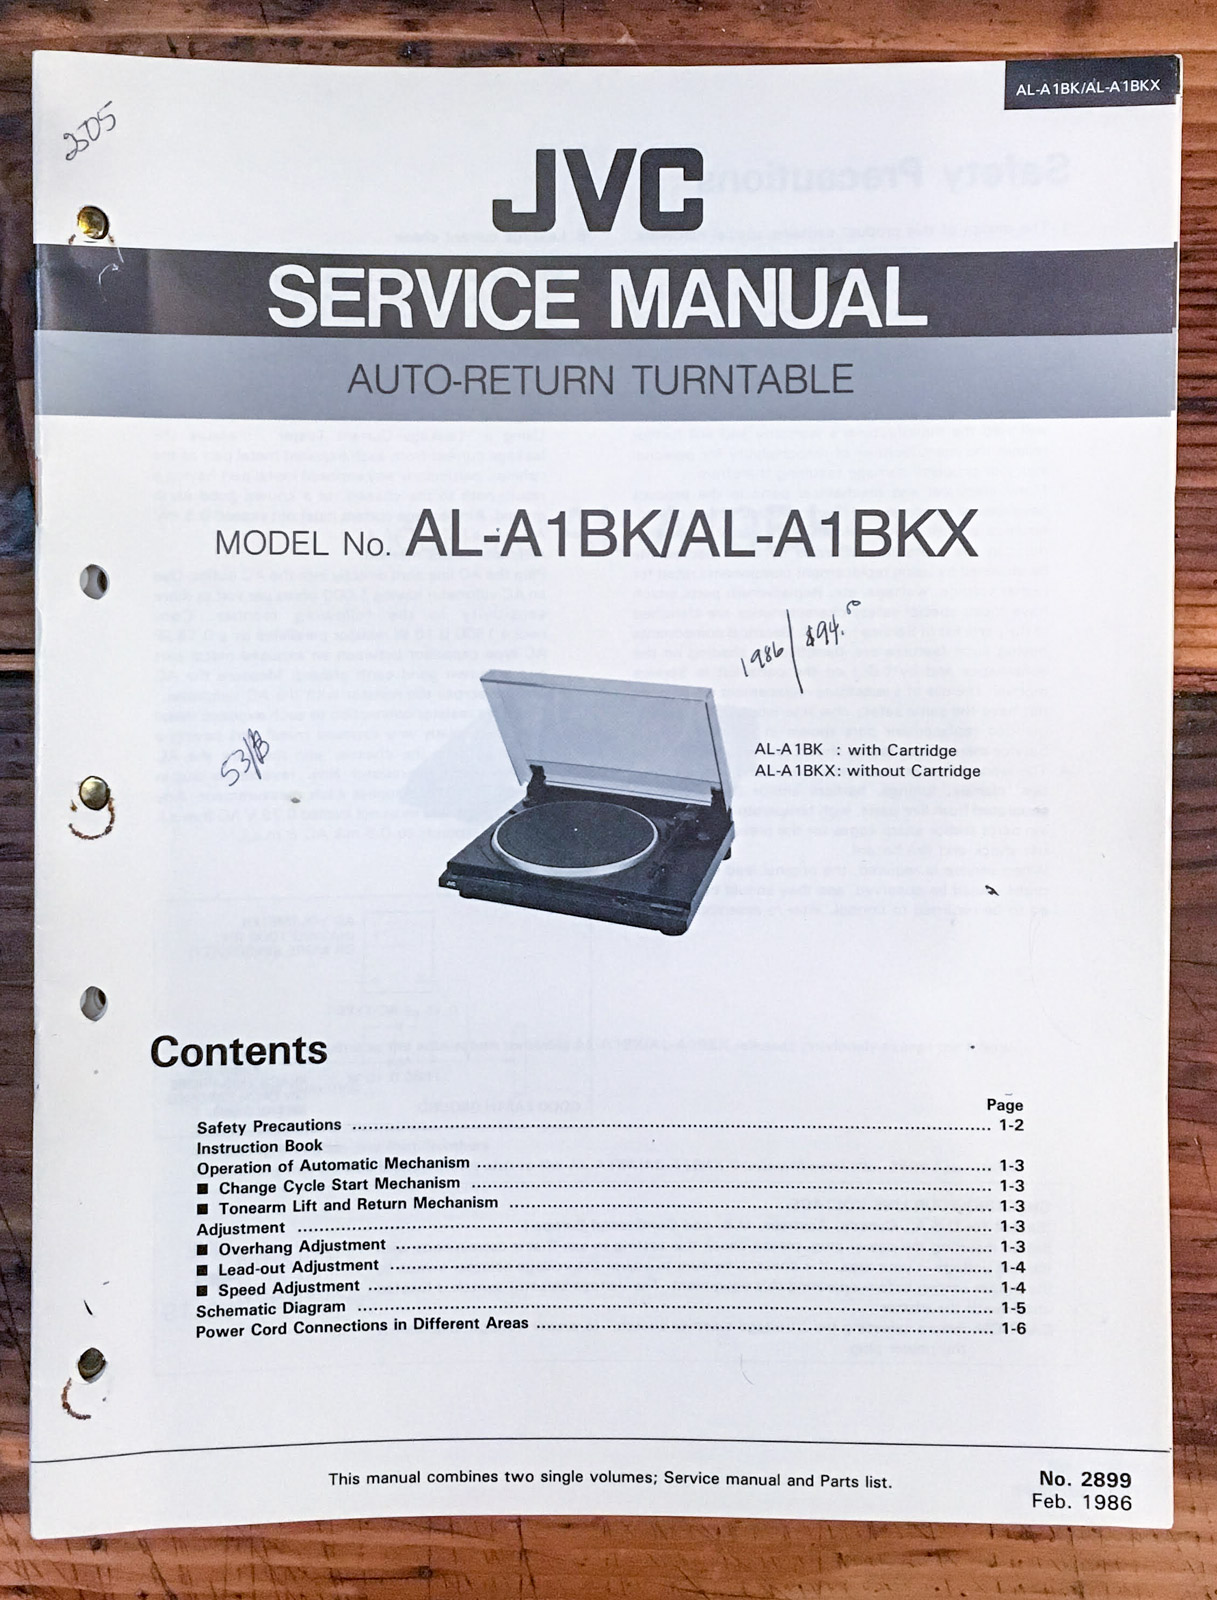 AL-A1BK/AL-A1BKX
2505
JVC
SERVICE MANUAL
AUTO-RETURN TURNTABLE
MODEL No. AL-A1BK/AL-A1BKX
1986/$94.50
53/B
AL-A1BK : with Cartridge
AL-A1BKX: without Cartridge
JVC
Contents
Page
Safety Precautions 1-2
Instruction Book
Operation of Automatic Mechanism 1-3
■ Change Cycle Start Mechanism 1-3
■ Tonearm Lift and Return Mechanism 1-3
Adjustment 1-3
■ Overhang Adjustment 1-3
■ Lead-out Adjustment 1-4
■ Speed Adjustment 1-4
Schematic Diagram 1-5
Power Cord Connections in Different Areas 1-6
This manual combines two single volumes; Service manual and Parts list.
No. 2899
Feb. 1986